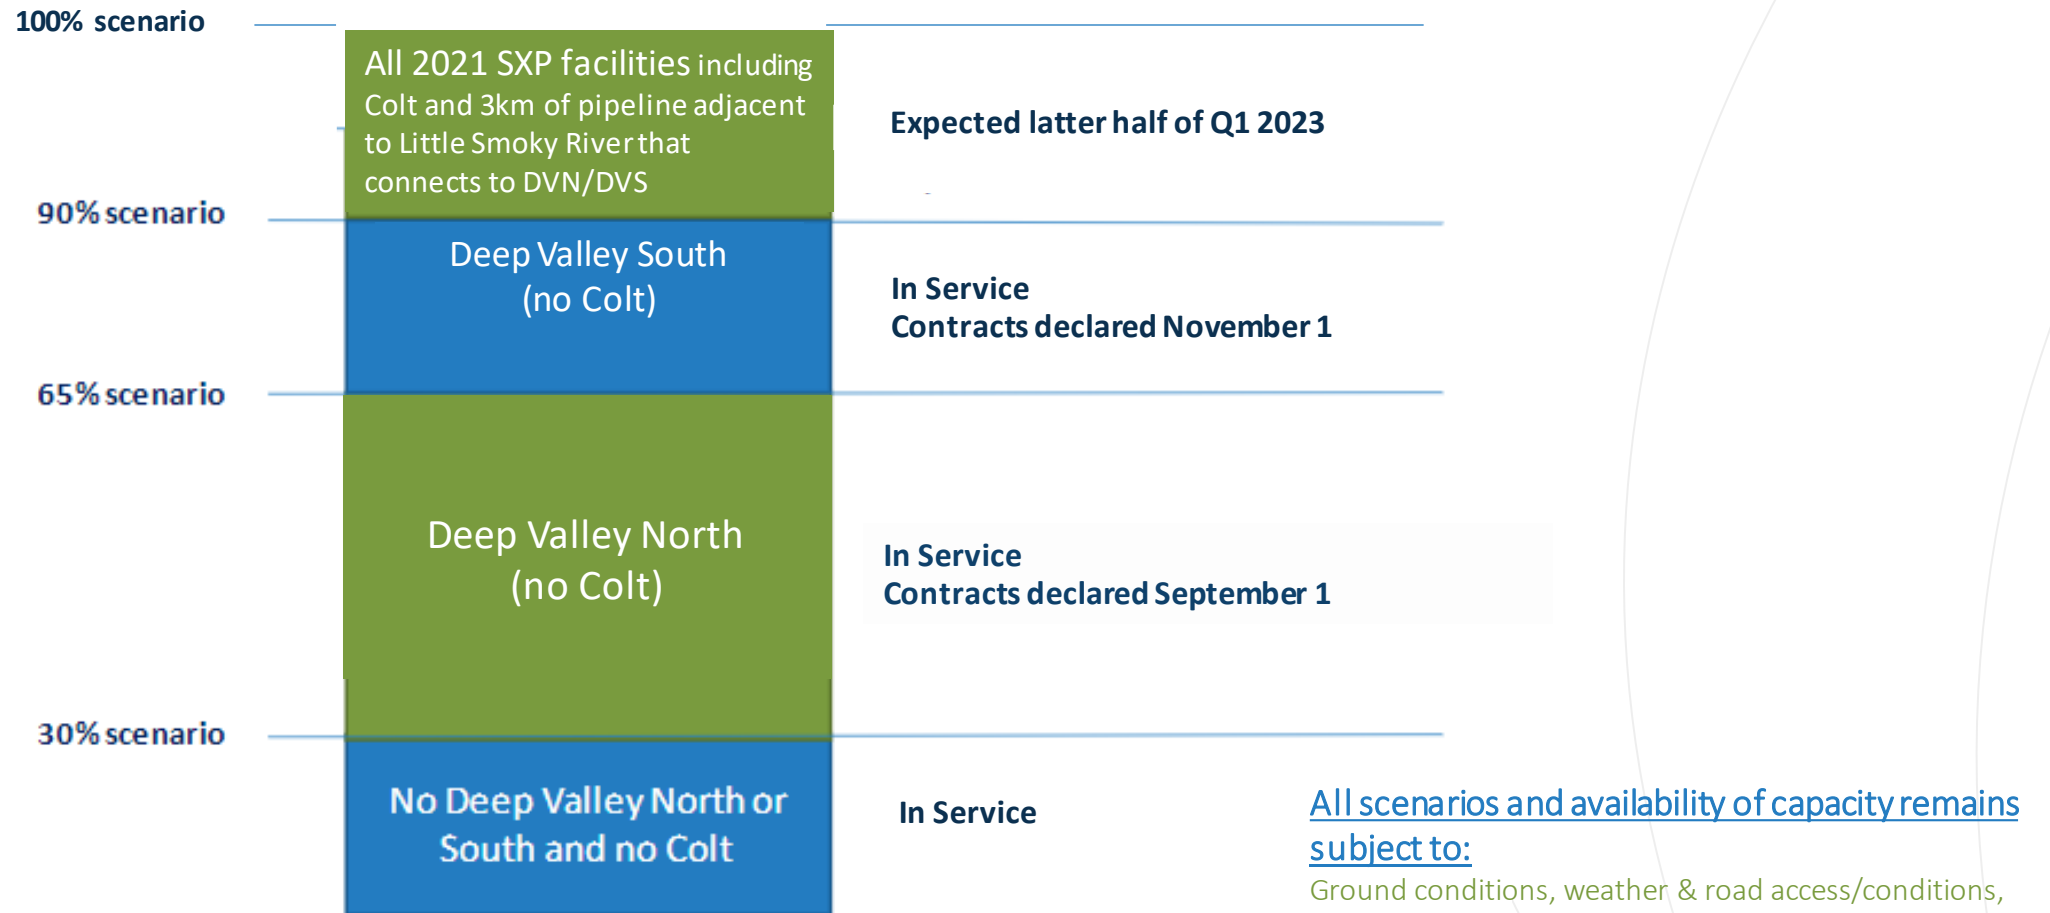 100% scenario
All 2021 SXP facilities including
Colt and 3km of pipeline adjacent
to Little Smoky River that
connects to DVN/DVS
Expected latter half of Q1 2023
90% scenario
Deep Valley South
(no Colt)
In Service
Contracts declared November 1
65% scenario
Deep Valley North
(no Colt)
In Service
Contracts declared September 1
30% scenario
No Deep Valley North or
South and no Colt
In Service
All scenarios and availability of capacity remains
subject to:
Ground conditions, weather & road access/conditions,